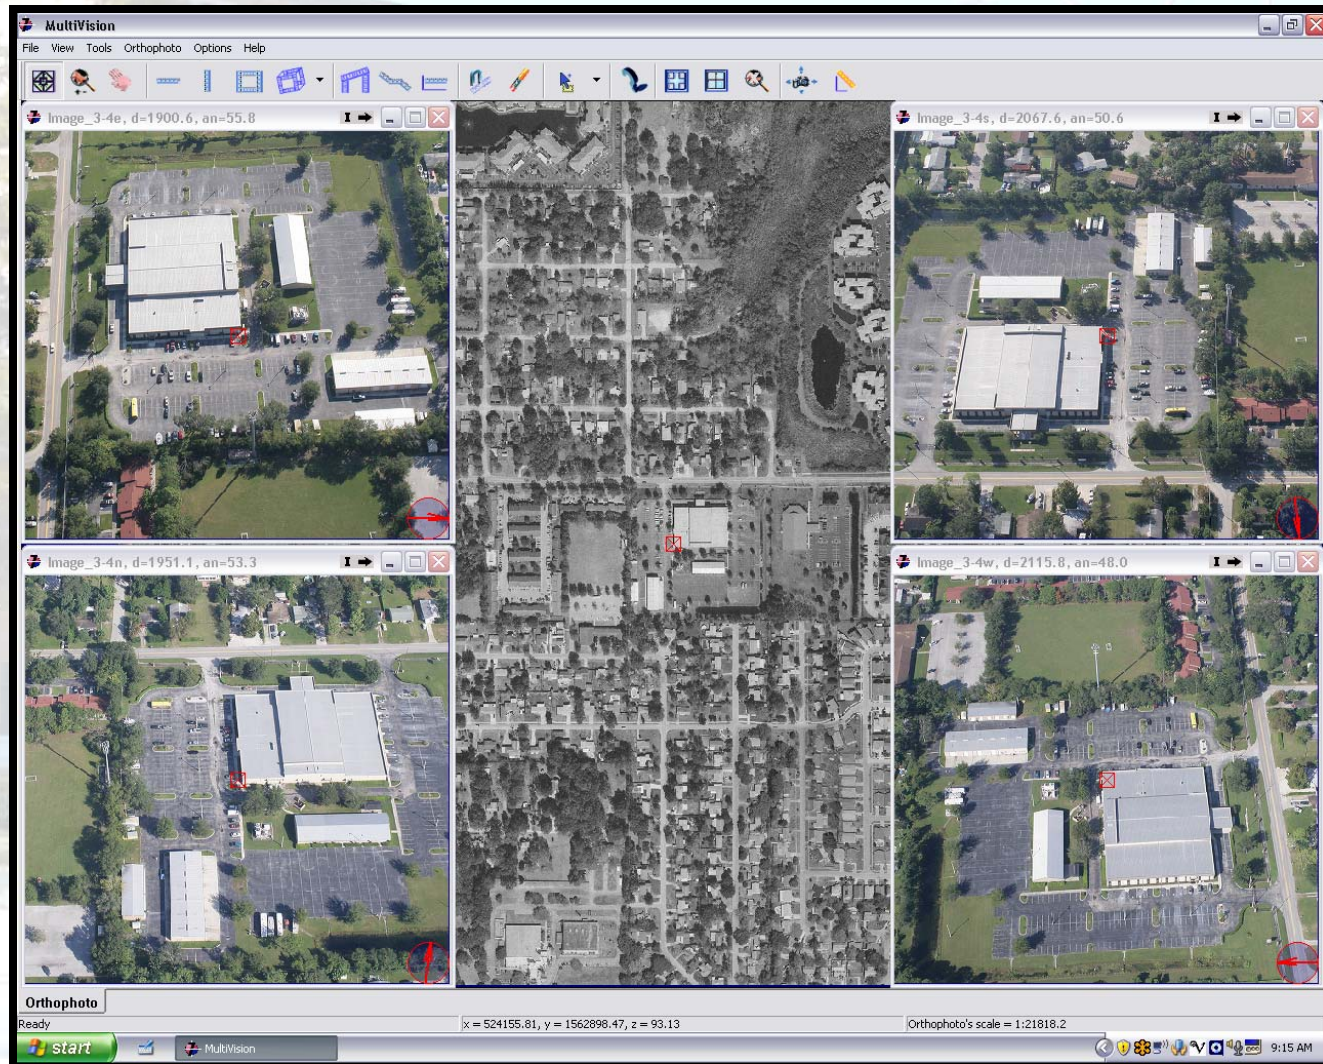 MultiVision
File View Tools Orthophoto Options Help
Image_3-4e, d=1900.6, an=55.8
I
Image_3-4s, d=2067.6, an=50.6
I
Image_3-4n, d=1951.1, an=53.3
I
Image_3-4w, d=2115.8, an=48.0
I
Orthophoto
Ready
x = 524155.81, y = 1562898.47, z = 93.13
Orthophoto's scale = 1:21818.2
start
MultiVision
9:15 AM